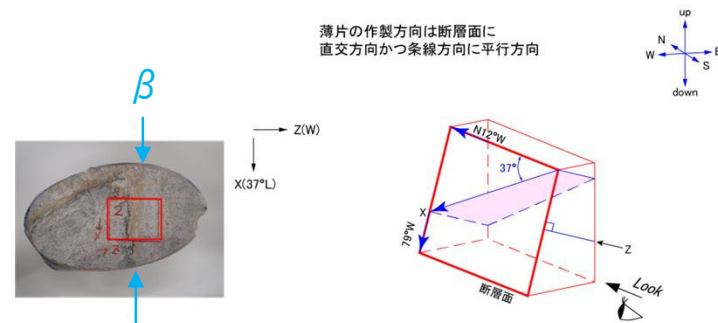 薄片の作製方向は断層面に
直交方向かつ条線方向に平行方向
up
N
W
E
S
down
β
Z(W)
X(37°L)
N12°W
37°
X
79°W
Z
断層面
Look